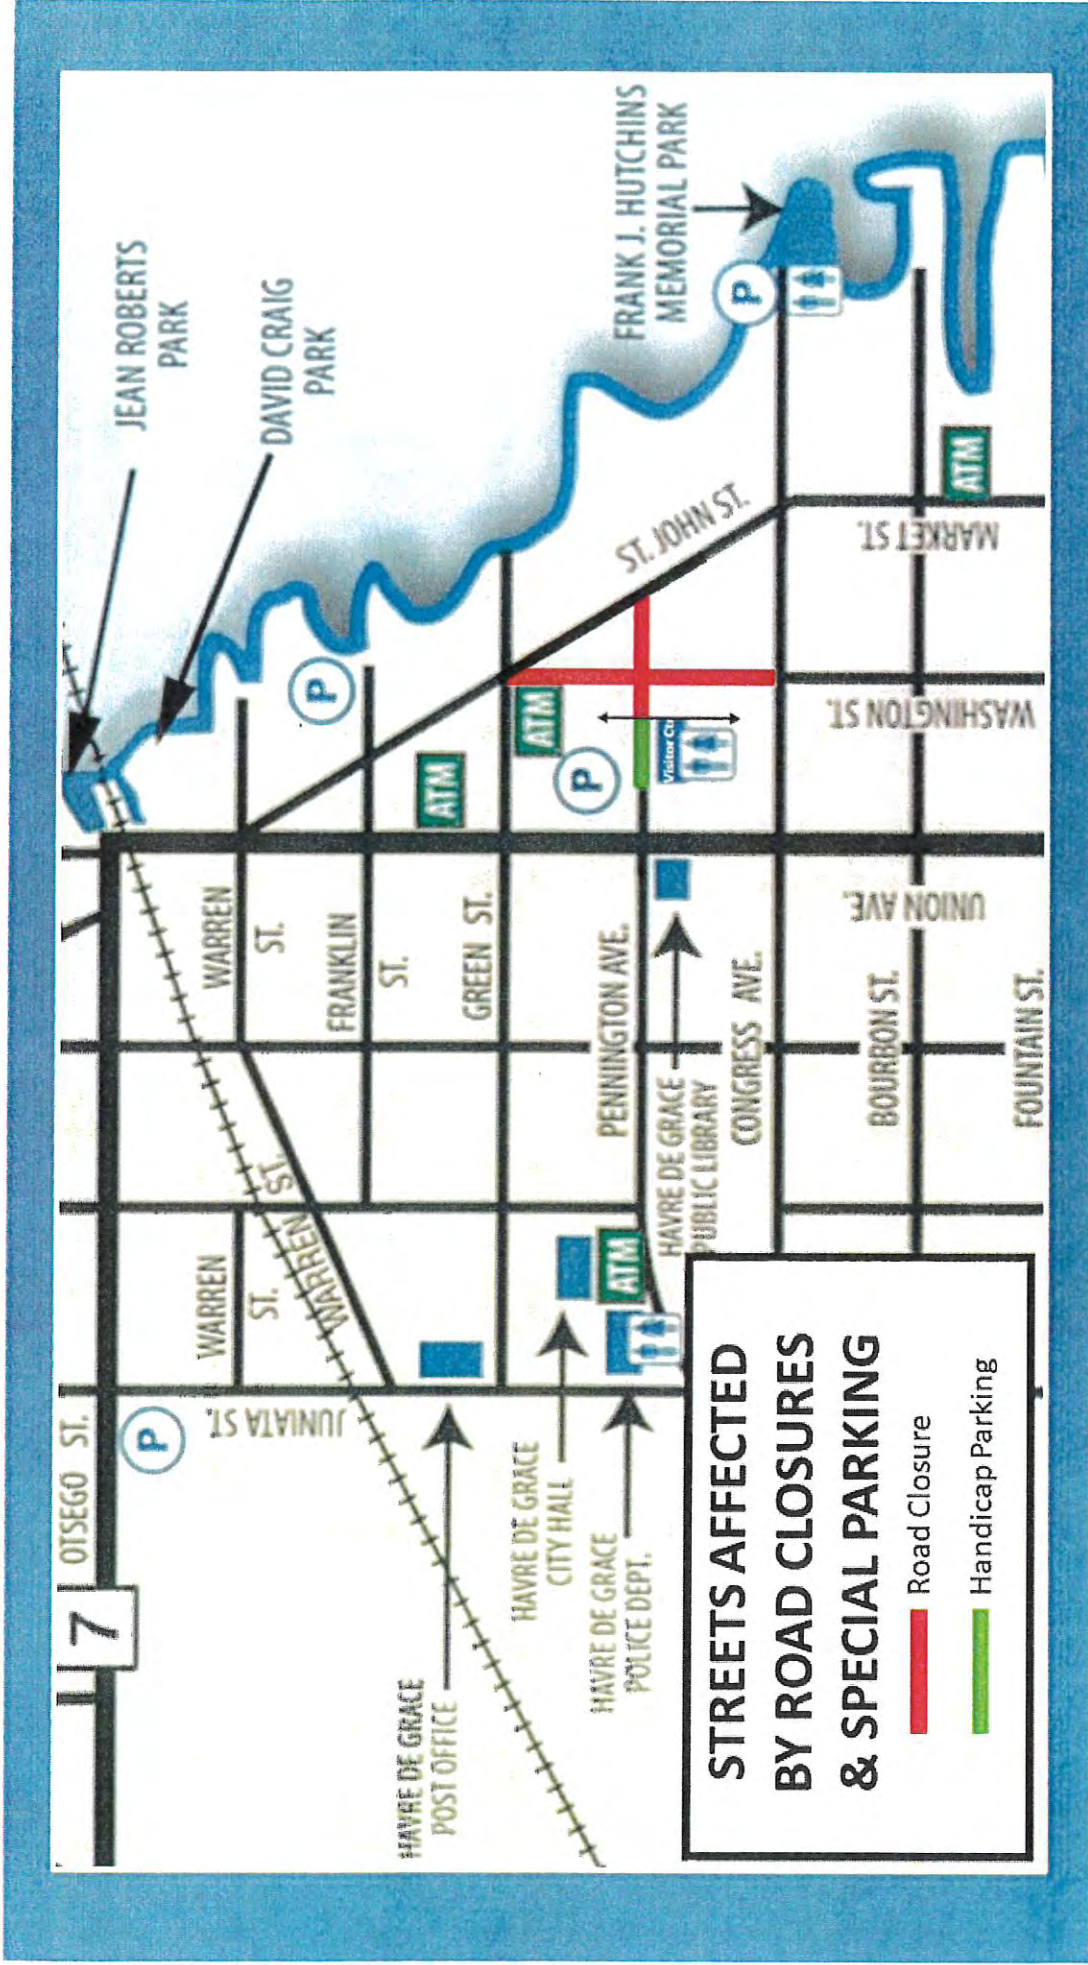 JEAN ROBERTS
PARK
DAVID CRAIG
PARK
FRANK J. HUTCHINS
MEMORIAL PARK
7
OTSEGO ST.
P
JUNIATA ST.
WARREN
ST.
WARREN ST.
WARREN
ST.
FRANKLIN
ST.
GREEN ST.
PENNINGTON AVE.
CONGRESS AVE.
BOURBON ST.
FOUNTAIN ST.
UNION AVE.
WASHINGTON ST.
MARKET ST.
ST. JOHN ST.
P
P
P
ATM
ATM
ATM
ATM
Visitor Ctr
HAVRE DE GRACE
POST OFFICE
HAVRE DE GRACE
CITY HALL
HAVRE DE GRACE
POLICE DEPT.
HAVRE DE GRACE
PUBLIC LIBRARY
STREETS AFFECTED
BY ROAD CLOSURES
& SPECIAL PARKING
Road Closure
Handicap Parking